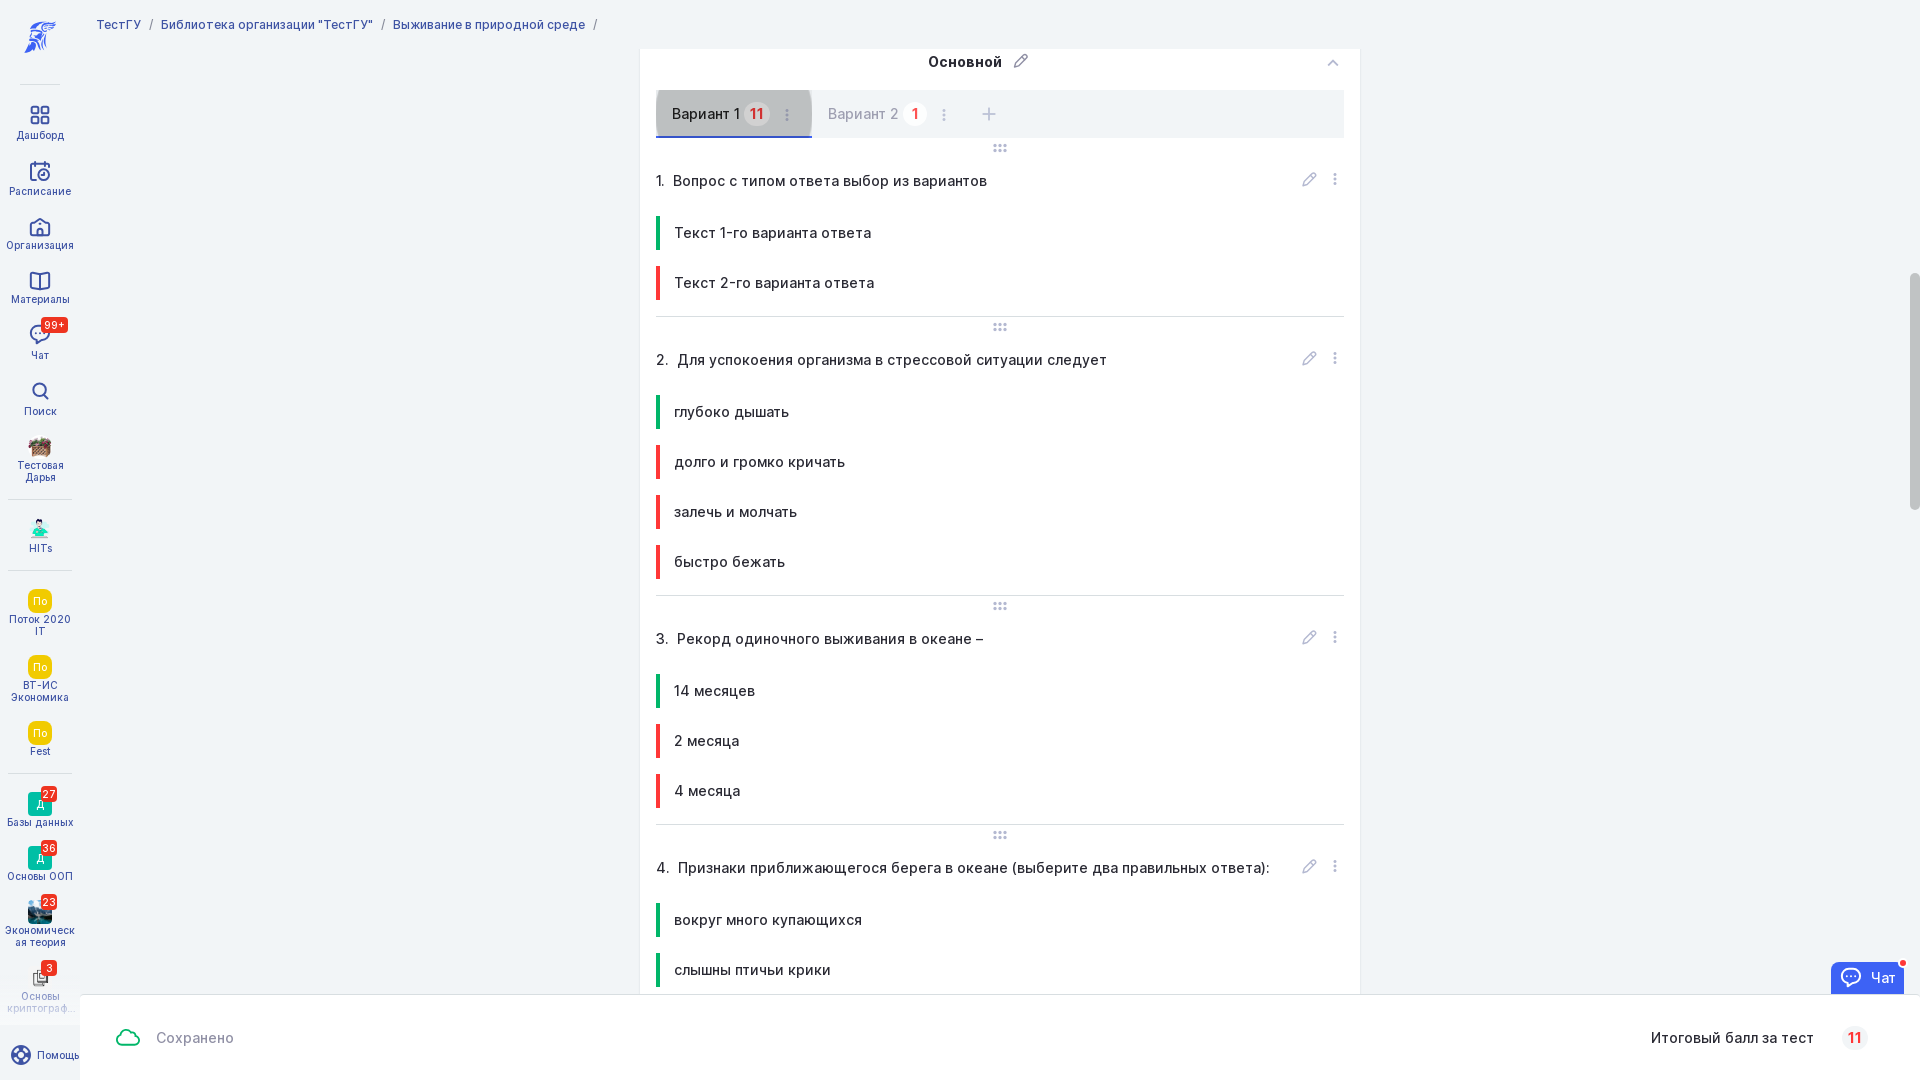 ТестГУ / Библиотека организации "ТестГУ" / Выживание в природной среде /
Дашборд
Расписание
Организация
Материалы
99+
Чат
Поиск
Тестовая
Дарья
HITs
По
Поток 2020
IT
По
ВТ-ИС
Экономика
По
Fest
27
Д
Базы данных
36
Д
Основы ООП
23
Экономическ
ая теория
3
Основы
криптограф...
Помощь
Основной
Вариант 1 11
Вариант 2 1
1. Вопрос с типом ответа выбор из вариантов
Текст 1-го варианта ответа
Текст 2-го варианта ответа
2. Для успокоения организма в стрессовой ситуации следует
глубоко дышать
долго и громко кричать
залечь и молчать
быстро бежать
3. Рекорд одиночного выживания в океане –
14 месяцев
2 месяца
4 месяца
4. Признаки приближающегося берега в океане (выберите два правильных ответа):
вокруг много купающихся
слышны птичьи крики
Чат
Сохранено
Итоговый балл за тест 11